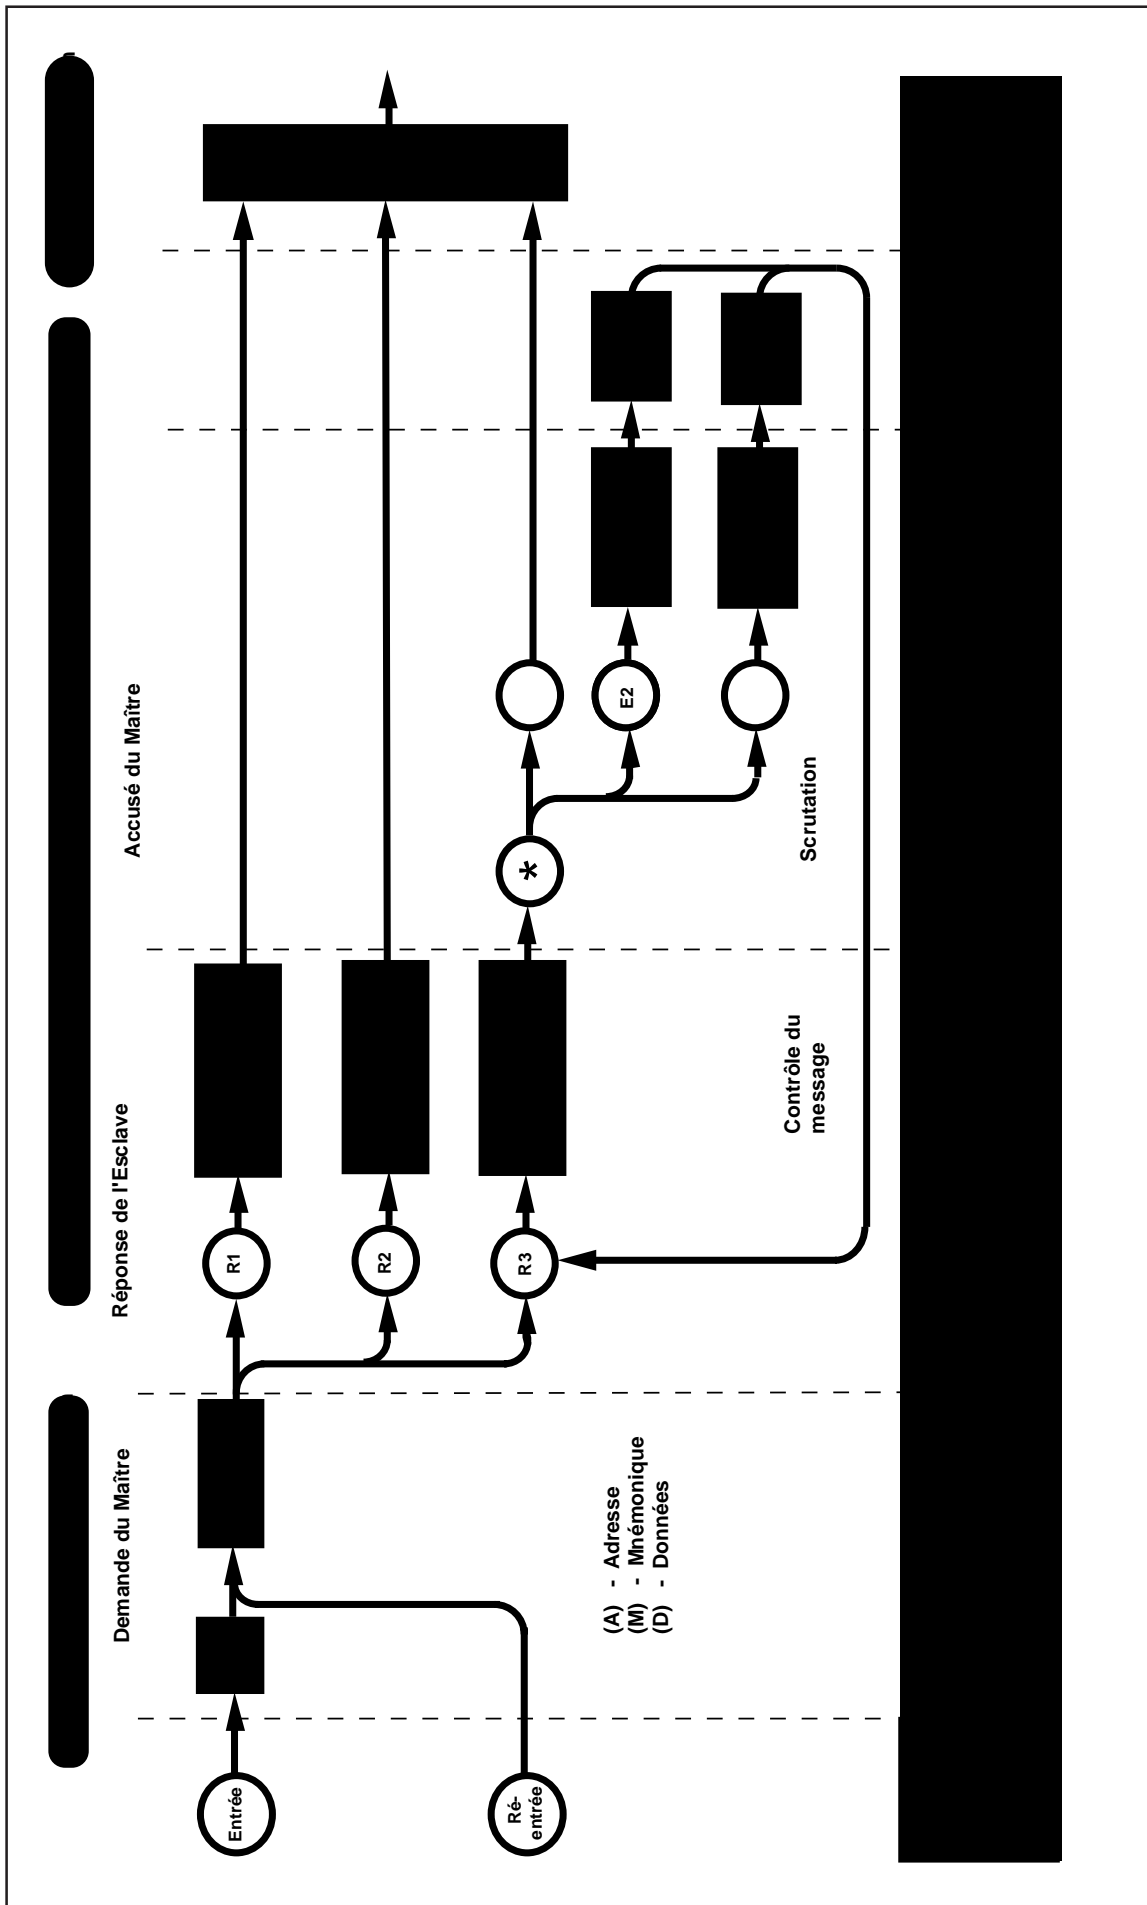 Demande du Maître
Réponse de l'Esclave
Accusé du Maître
Entrée
R1
R2
Ré-
entrée
R3
*
E2
(A) - Adresse
(M) - Mnémonique
(D) - Données
Contrôle du
message
Scrutation